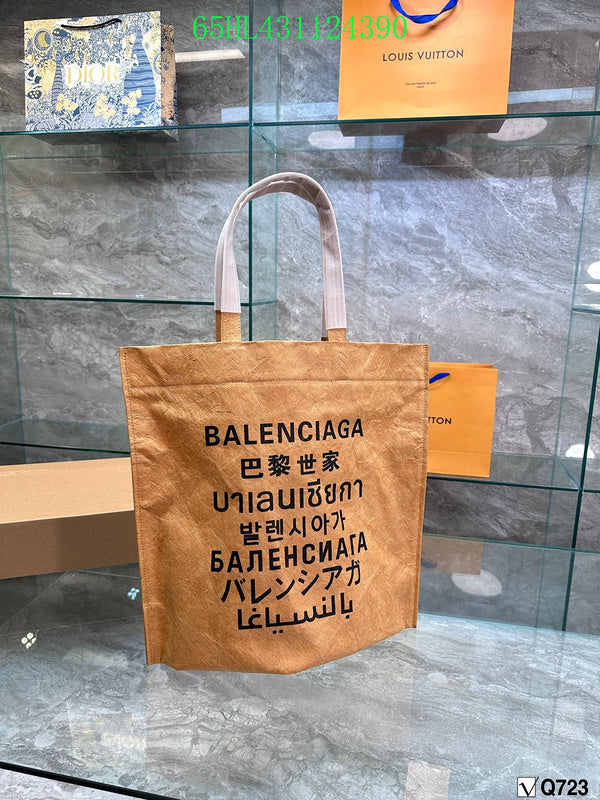 65HL431124390
DIOR
LOUIS VUITTON
TTON
BALENCIAGA
巴黎世家
บาเลนเซียกา
발렌시아가
БАЛЕНСИАГА
バレンシアガ
بالنسياغا
√ Q723